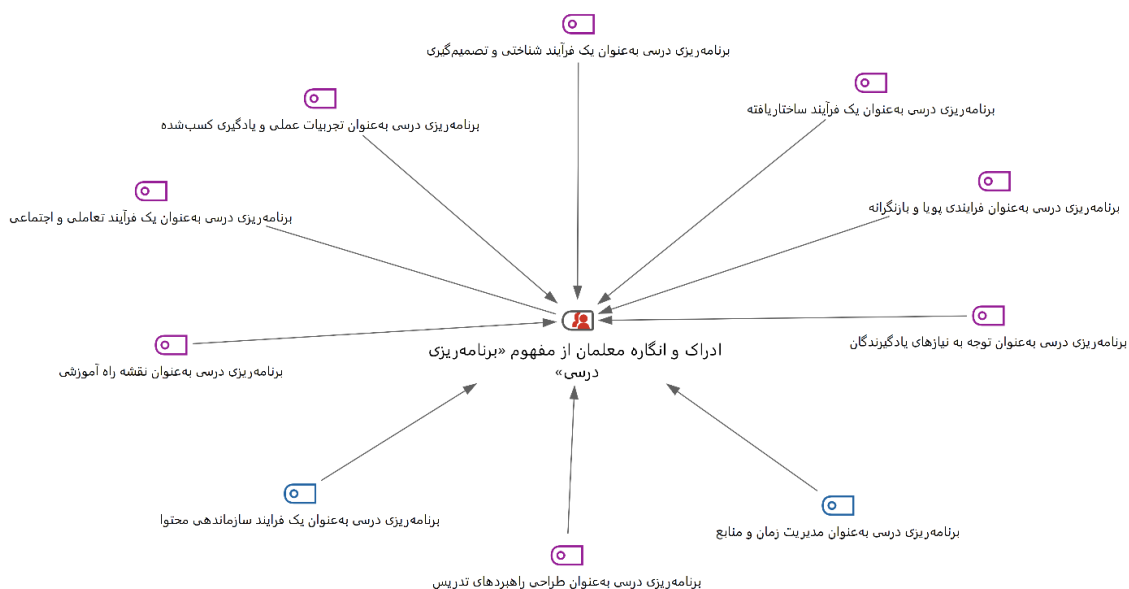 برنامه‌ریزی درسی به‌عنوان یک فرآیند شناختی و تصمیم‌گیری
برنامه‌ریزی درسی به‌عنوان یک فرآیند ساختاریافته
برنامه‌ریزی درسی به‌عنوان تجربیات عملی و یادگیری کسب‌شده
برنامه‌ریزی درسی به‌عنوان فرایندی پویا و بازنگرانه
برنامه‌ریزی درسی به‌عنوان یک فرآیند تعاملی و اجتماعی
برنامه‌ریزی درسی به‌عنوان توجه به نیازهای یادگیرندگان
ادراک و انگاره معلمان از مفهوم «برنامه‌ریزی
درسی»
برنامه‌ریزی درسی به‌عنوان نقشه راه آموزشی
برنامه‌ریزی درسی به‌عنوان یک فرایند سازماندهی محتوا
برنامه‌ریزی درسی به‌عنوان مدیریت زمان و منابع
برنامه‌ریزی درسی به‌عنوان طراحی راهبردهای تدریس